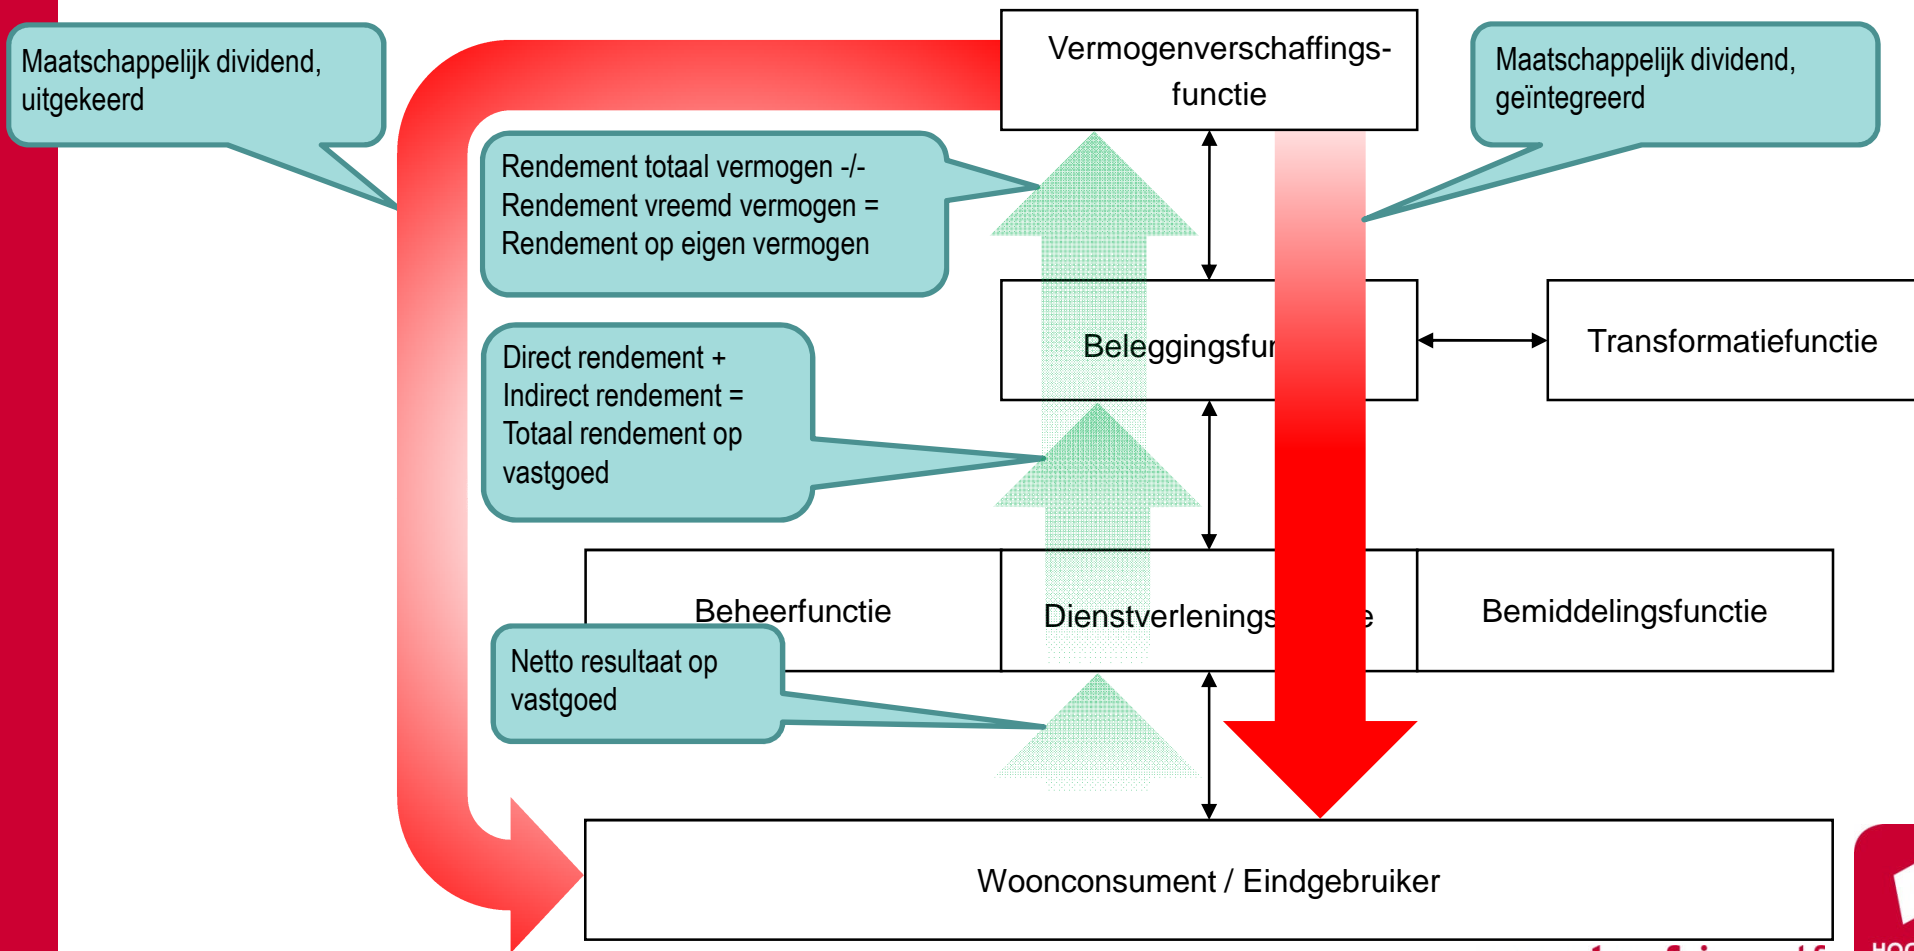 Maatschappelijk dividend,
uitgekeerd
Vermogenverschaffings-
functie
Maatschappelijk dividend,
geïntegreerd
Rendement totaal vermogen -/-
Rendement vreemd vermogen =
Rendement op eigen vermogen
Direct rendement +
Indirect rendement =
Totaal rendement op
vastgoed
Beleggingsfu
Transformatiefunctie
Beheerfunctie
Dienstverlenings e
Bemiddelingsfunctie
Netto resultaat op
vastgoed
Woonconsument / Eindgebruiker